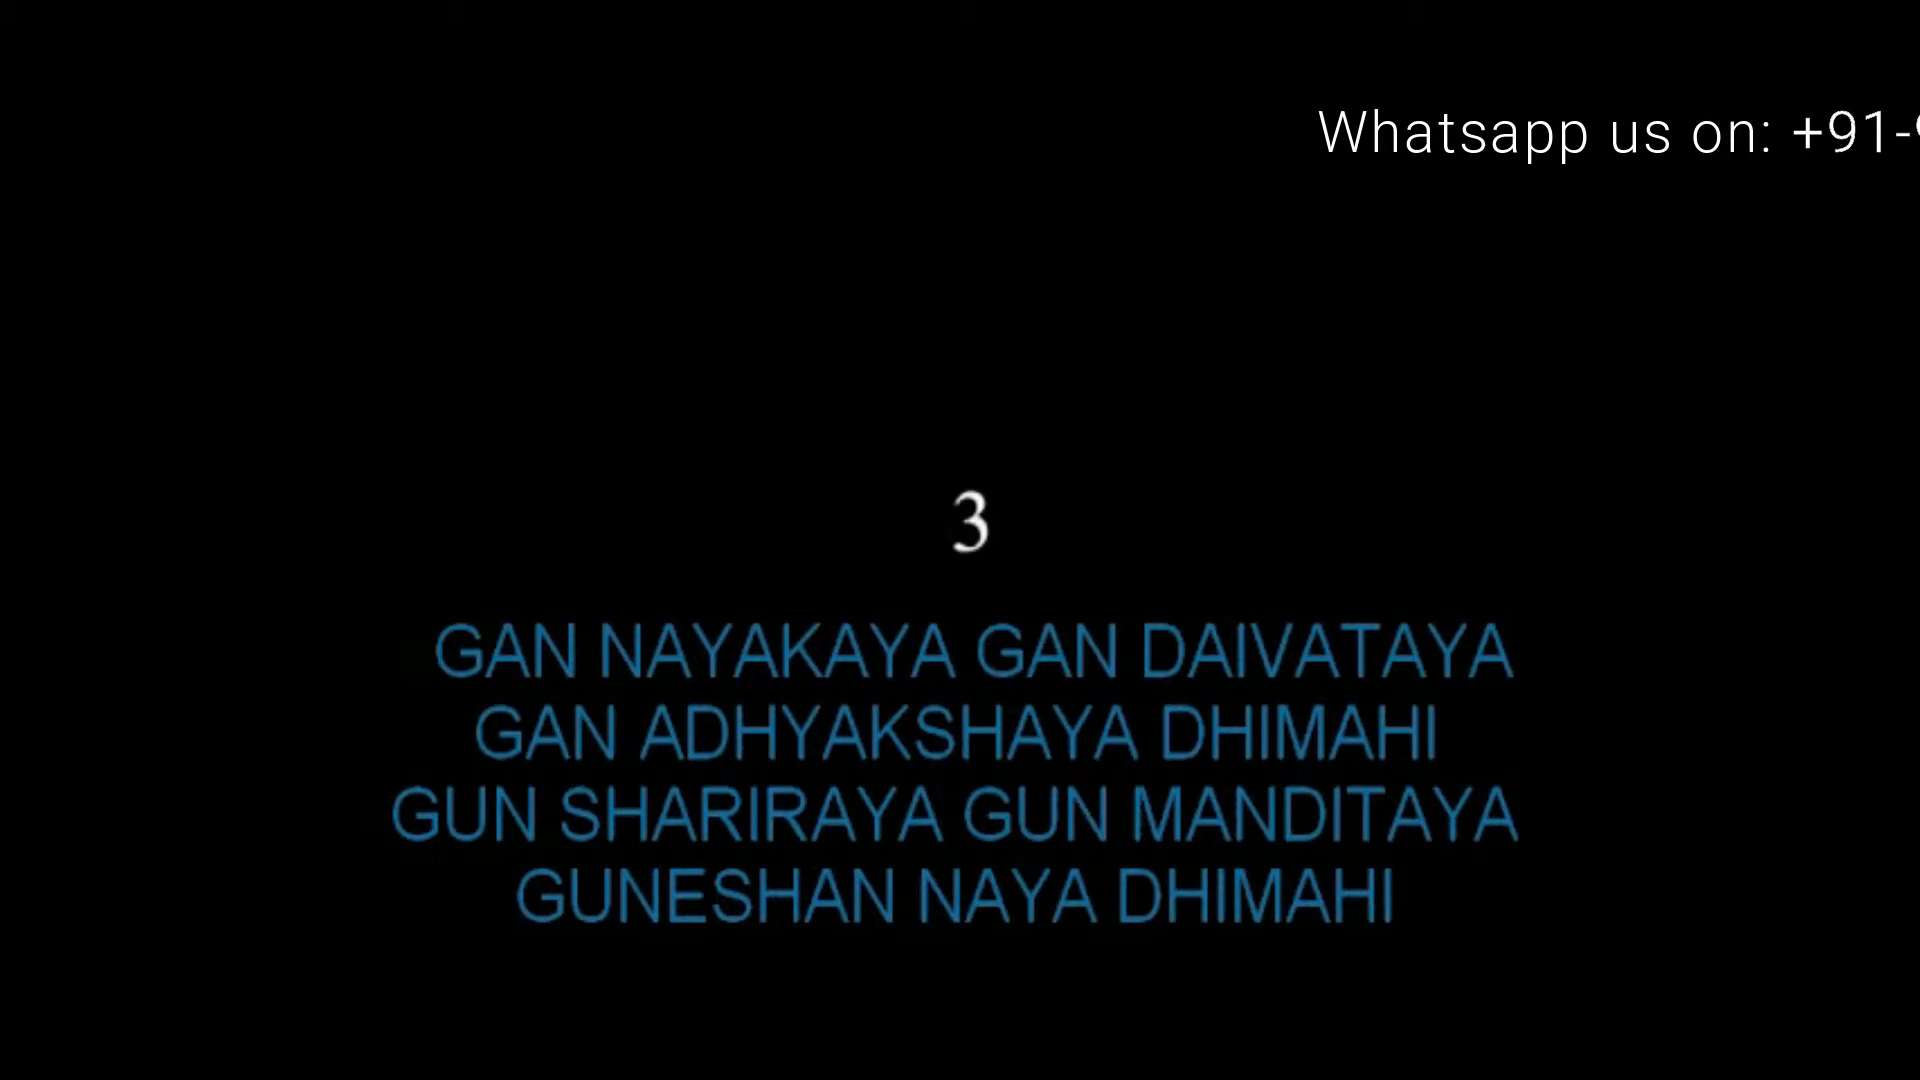 Whatsapp us on: +91-
3
GAN NAYAKAYA GAN DAIVATAYA
GAN ADHYAKSHAYA DHIMAHI
GUN SHARIRAYA GUN MANDITAYA
GUNESHAN NAYA DHIMAHI